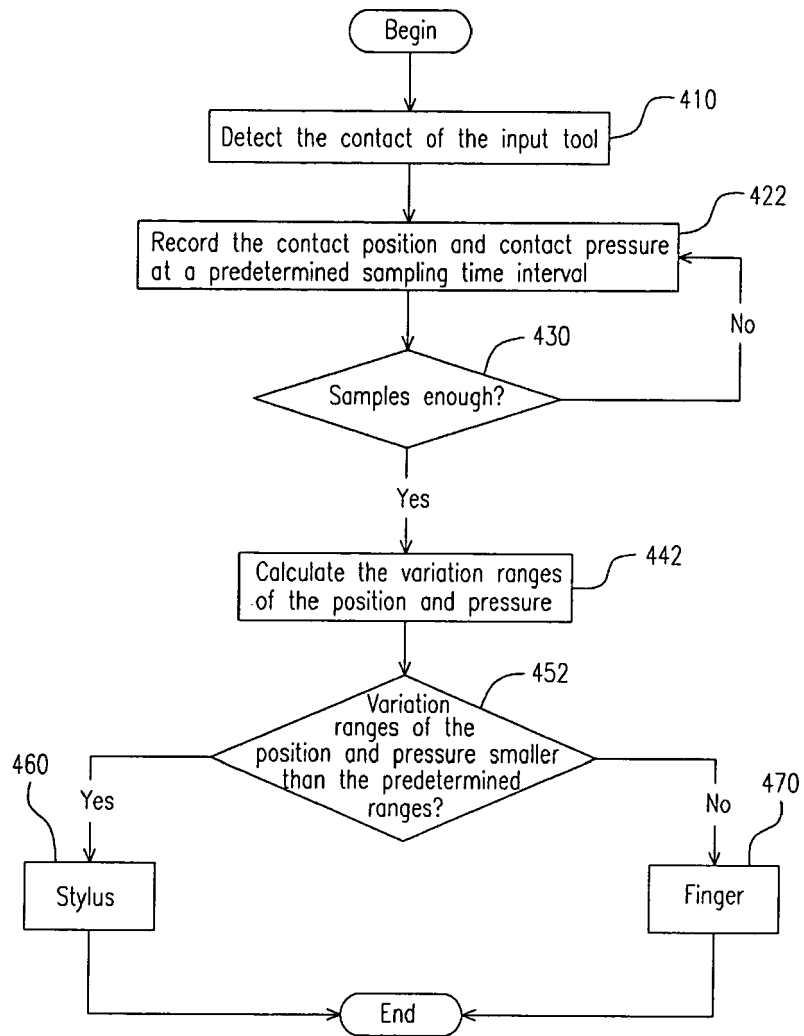 Begin
410
Detect the contact of the input tool
422
Record the contact position and contact pressure
at a predetermined sampling time interval
No
430
Samples enough?
Yes
442
Calculate the variation ranges
of the position and pressure
452
Variation
ranges of the
position and pressure smaller
than the predetermined
ranges?
460
Yes
No
470
Stylus
Finger
End